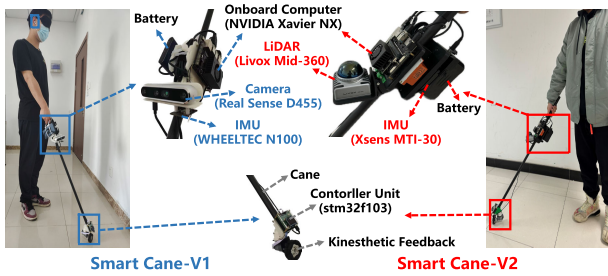 Battery
Onboard Computer
(NVIDIA Xavier NX)
LiDAR
(Livox Mid-360)
Camera
(Real Sense D455)
IMU
(WHEELTEC N100)
Battery
IMU
(Xsens MTI-30)
Cane
Contorller Unit
(stm32f103)
Kinesthetic Feedback
Smart Cane-V1
Smart Cane-V2